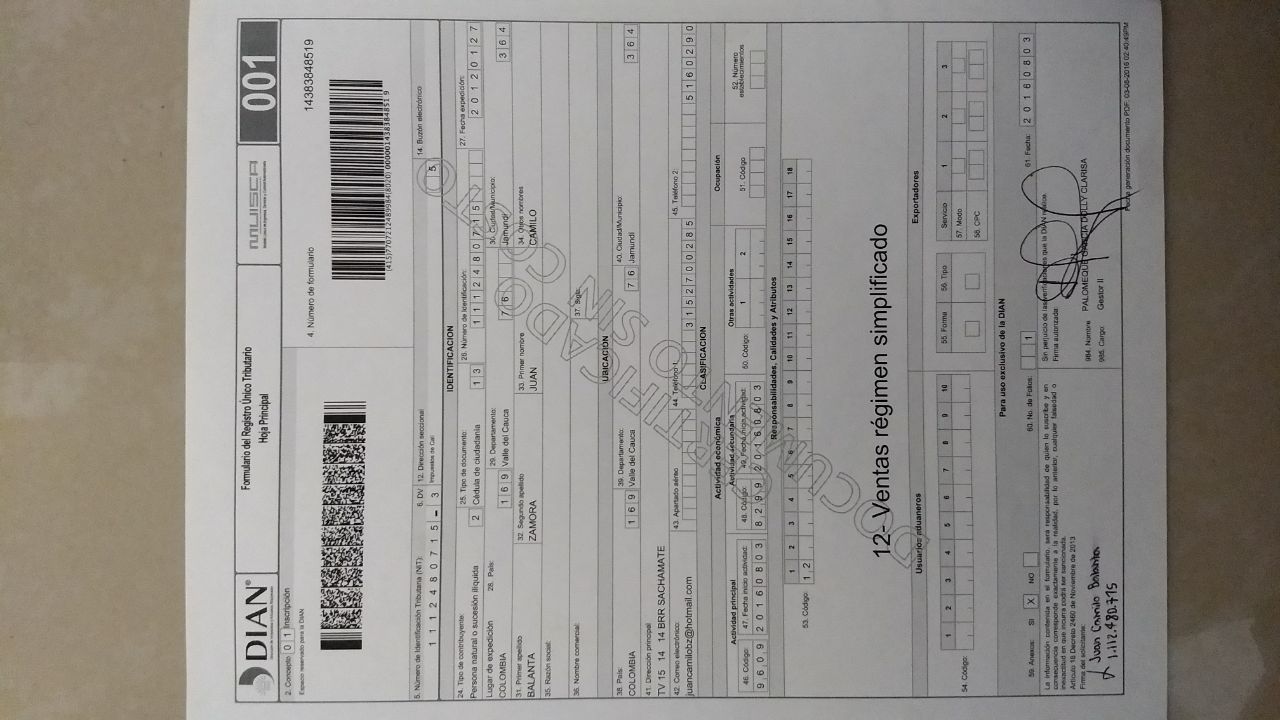 DIAN®
Formulario del Registro Único Tributario
Hoja Principal
MUISCA
001
2. Concepto 0 1 Inscripción
Espacio reservado para la DIAN
4. Número de formulario 14383848519
(415)7707212489984(8020) 000001438384851 9
5. Número de Identificación Tributaria (NIT): 6. DV 12. Dirección seccional 14. Buzón electrónico
1 1 1 2 4 8 0 7 1 5 - 3 Impuestos de Cali 5
IDENTIFICACION
24. Tipo de contribuyente: 25. Tipo de documento: 26. Número de Identificación: 27. Fecha expedición:
Persona natural o sucesión ilíquida 2 Cédula de ciudadanía 1 3 1 1 1 2 4 8 0 7 1 5 2 0 1 2 0 1 2 7
Lugar de expedición 28. País: 29. Departamento: 30. Ciudad/Municipio:
COLOMBIA 1 6 9 Valle del Cauca 7 6 Jamundí 3 6 4
31. Primer apellido 32. Segundo apellido 33. Primer nombre 34. Otros nombres
BALANTA ZAMORA JUAN CAMILO
35. Razón social:
36. Nombre comercial: 37. Sigla:
UBICACION
38. País: 39. Departamento: 40. Ciudad/Municipio:
COLOMBIA 1 6 9 Valle del Cauca 7 6 Jamundí 3 6 4
41. Dirección principal
TV 15 14 14 BRR SACHAMATE
42. Correo electrónico: 43. Apartado aéreo 44. Teléfono 1: 45. Teléfono 2:
juancamilobz@hotmail.com 3 1 5 2 7 0 0 2 8 5 5 1 6 0 2 9 0
CLASIFICACION
Actividad económica Ocupación
Actividad principal Actividad secundaria Otras actividades 52. Número establecimientos
46. Código: 47. Fecha inicio actividad: 48. Código: 49. Fecha inicio actividad: 50. Código: 1 2 51. Código
9 6 0 9 2 0 1 6 0 8 0 3 8 2 9 9 2 0 1 6 0 8 0 3
Responsabilidades, Calidades y Atributos
1 2 3 4 5 6 7 8 9 10 11 12 13 14 15 16 17 18
53. Código: 1 2
12- Ventas régimen simplificado
CERTIFICADO
DOCUMENTO SIN COSTO
Usuarios aduaneros Exportadores
1 2 3 4 5 6 7 8 9 10 55. Forma 56. Tipo Servicio 1 2 3
54. Código: 57. Modo
58. CPC
Para uso exclusivo de la DIAN
59. Anexos: SI X NO 60. No. de Folios: 1 61. Fecha: 2 0 1 6 0 8 0 3
La información contenida en el formulario, será responsabilidad de quien lo suscribe y en
consecuencia corresponde exactamente a la realidad, por lo anterior, cualquier falsedad o
inexactitud en que incurra podrá ser sancionada.
Artículo 18 Decreto 2460 de Noviembre de 2013
Firma del solicitante:
Juan Camilo Balanta
1.112.480.715
Sin perjuicio de las verificaciones que la DIAN realice.
Firma autorizada:
984. Nombre PALOMEQUE GARCIA DOLLY CLARISA
985. Cargo: Gestor II
Fecha generación documento PDF: 03-08-2016 02:40:49PM